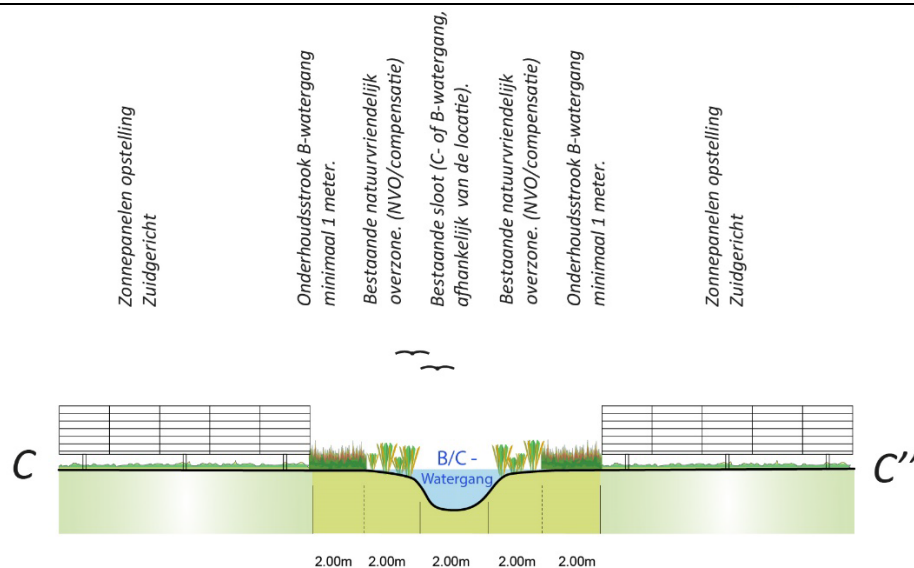 Zonnepanelen opstelling
Zuidgericht
Onderhoudsstrook B-watergang
minimaal 1 meter.
Bestaande natuurvriendelijk
overzone. (NVO/compensatie)
Bestaande sloot (C- of B-watergang,
afhankelijk van de locatie).
Bestaande natuurvriendelijk
overzone. (NVO/compensatie)
Onderhoudsstrook B-watergang
minimaal 1 meter.
Zonnepanelen opstelling
Zuidgericht
C
B/C -
Watergang
C''
2.00m 2.00m 2.00m 2.00m 2.00m